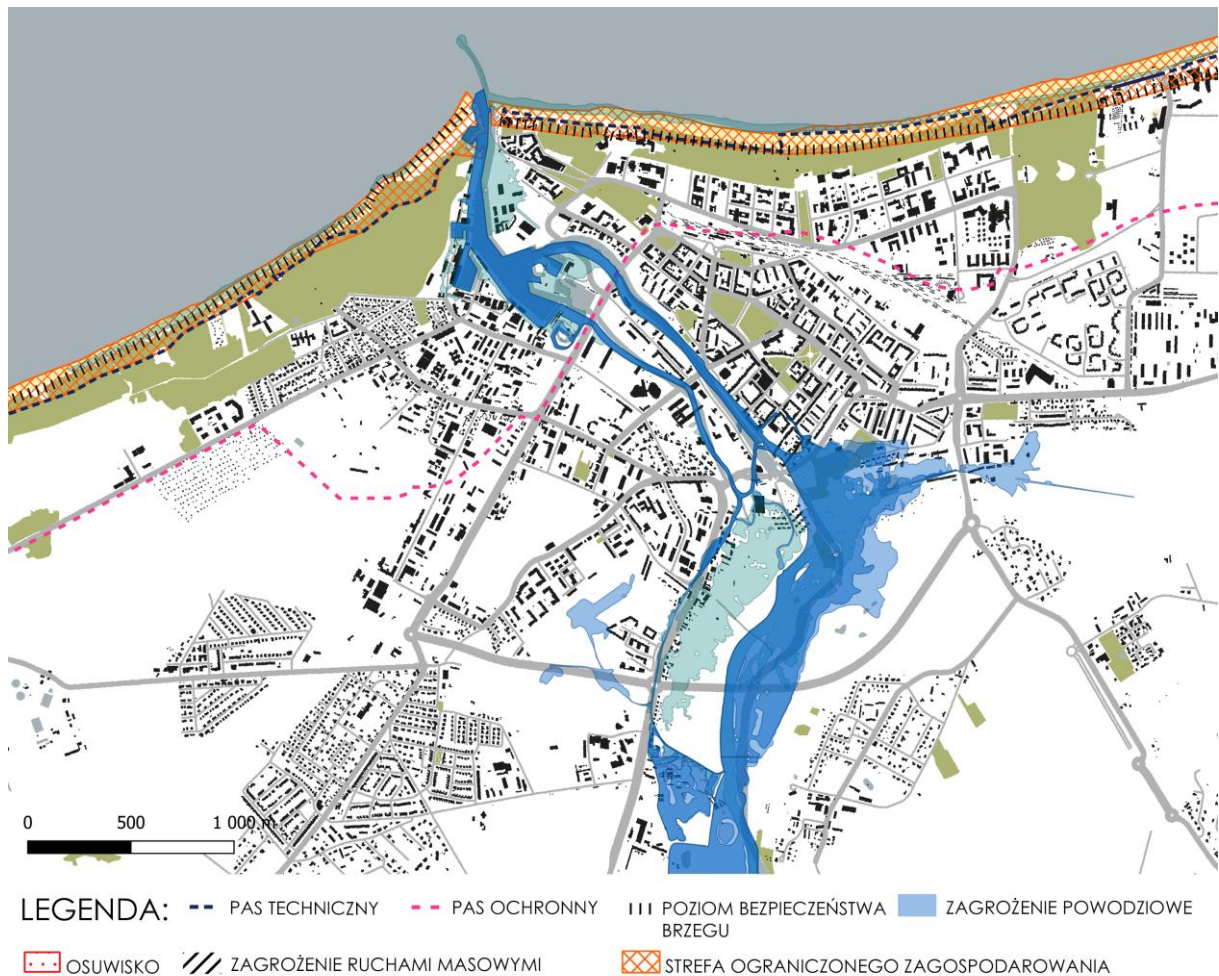 0 500 1 000 m
LEGENDA: PAS TECHNICZNY PAS OCHRONNY POZIOM BEZPIECZEŃSTWA ZAGROŻENIE POWODZIOWE
BRZEGU
OSUWISKO ZAGROŻENIE RUCHAMI MASOWYMI STREFA OGRANICZONEGO ZAGOSPODAROWANIA